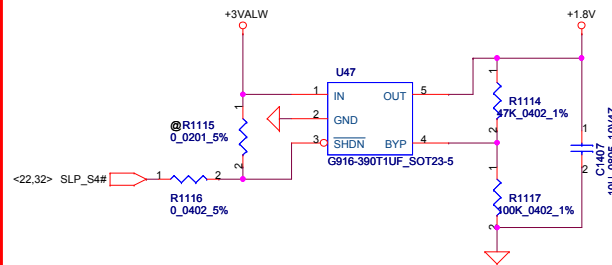 +3VALW
+1.8V
U47
1 IN OUT 5
2 GND
3 SHDN BYP 4
G916-390T1UF_SOT23-5
@R1115
0_0201_5%
1
2
<22,32> SLP_S4#
1 2
R1116
0_0402_5%
1
R1114
47K_0402_1%
2
1
R1117
100K_0402_1%
2
1
2
C1407